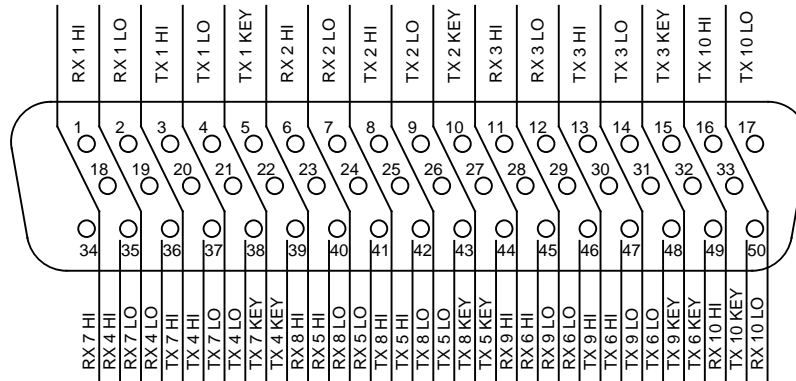 RX 1 HI
RX 1 LO
TX 1 HI
TX 1 LO
TX 1 KEY
RX 2 HI
RX 2 LO
TX 2 HI
TX 2 LO
TX 2 KEY
RX 3 HI
RX 3 LO
TX 3 HI
TX 3 LO
TX 3 KEY
TX 10 HI
TX 10 LO
1 2 3 4 5 6 7 8 9 10 11 12 13 14 15 16 17
18 19 20 21 22 23 24 25 26 27 28 29 30 31 32 33
34 35 36 37 38 39 40 41 42 43 44 45 46 47 48 49 50
RX 7 HI
RX 4 HI
RX 7 LO
RX 4 LO
TX 7 HI
TX 4 HI
TX 7 LO
TX 4 LO
TX 7 KEY
TX 4 KEY
RX 8 HI
RX 5 HI
RX 8 LO
RX 5 LO
TX 8 HI
TX 5 HI
TX 8 LO
TX 5 LO
TX 8 KEY
TX 5 KEY
RX 9 HI
RX 6 HI
RX 9 LO
RX 6 LO
TX 9 HI
TX 6 HI
TX 9 LO
TX 6 LO
TX 9 KEY
TX 6 KEY
RX 10 HI
TX 10 KEY
RX 10 LO